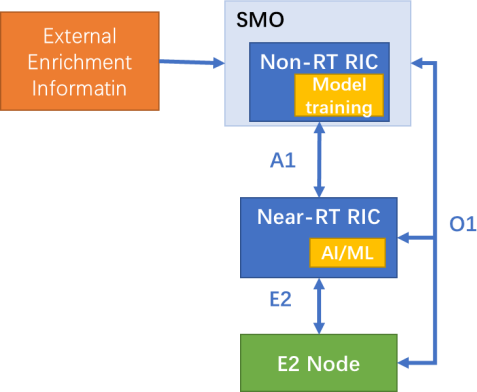 External
Enrichment
Informatin
SMO
Non-RT RIC
Model
training
A1
Near-RT RIC
AI/ML
O1
E2
E2 Node